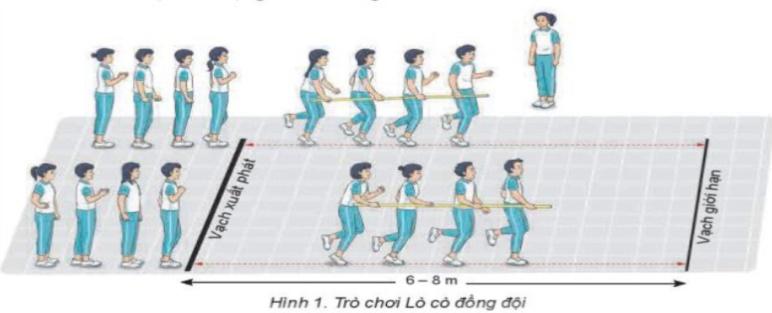 Vạch xuất phát
Vạch giới hạn
6 – 8 m
Hình 1. Trò chơi Lò cò đồng đội